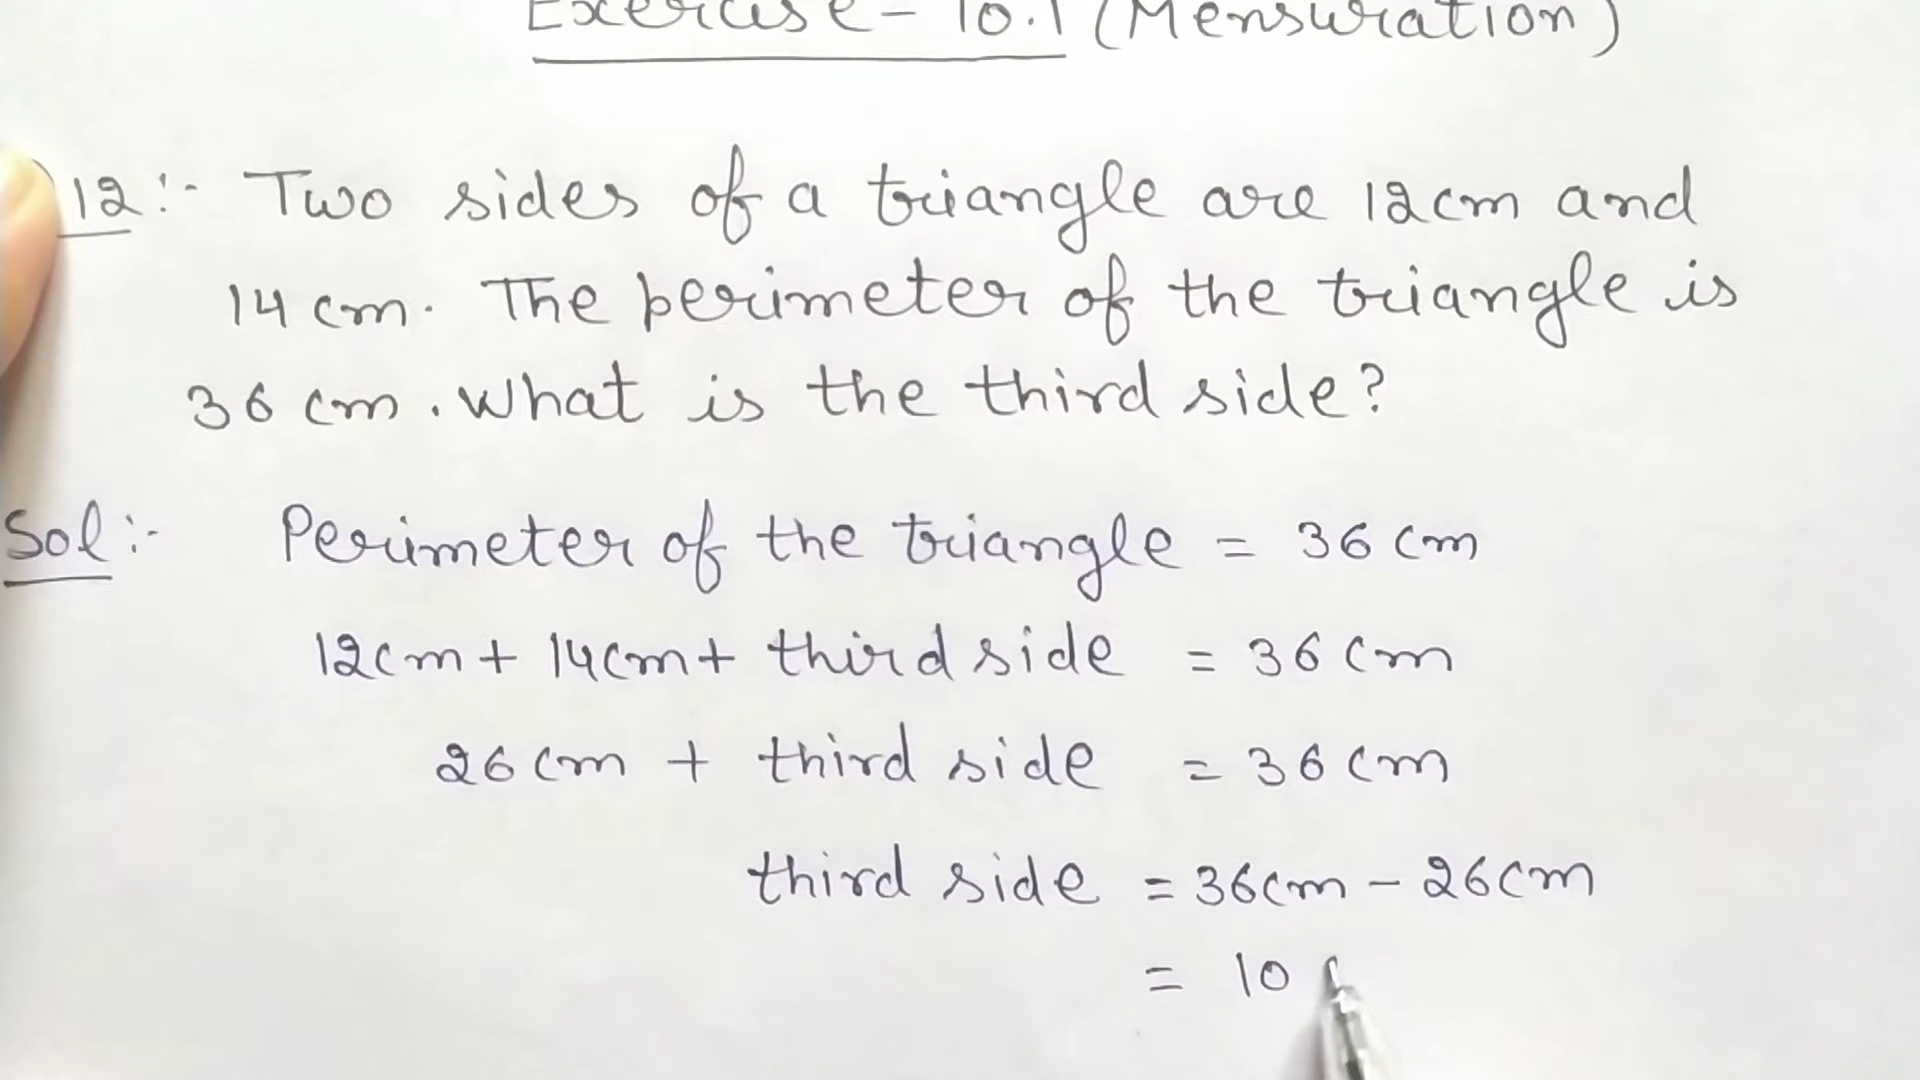 Exercise - 10.1 (Mensuration)
12:- Two sides of a triangle are 12cm and
14 cm. The perimeter of the triangle is
36 cm. What is the third side?
Sol:- Perimeter of the triangle = 36 cm
12cm + 14cm + third side = 36 cm
26 cm + third side = 36 cm
third side = 36cm - 26cm
= 10